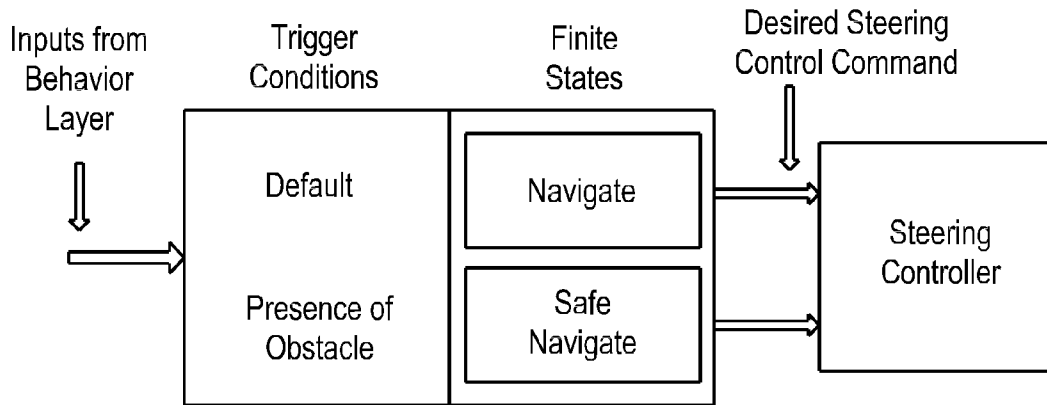 Inputs from
Behavior
Layer
Trigger
Conditions
Finite
States
Desired Steering
Control Command
Default
Navigate
Presence of
Obstacle
Safe
Navigate
Steering
Controller